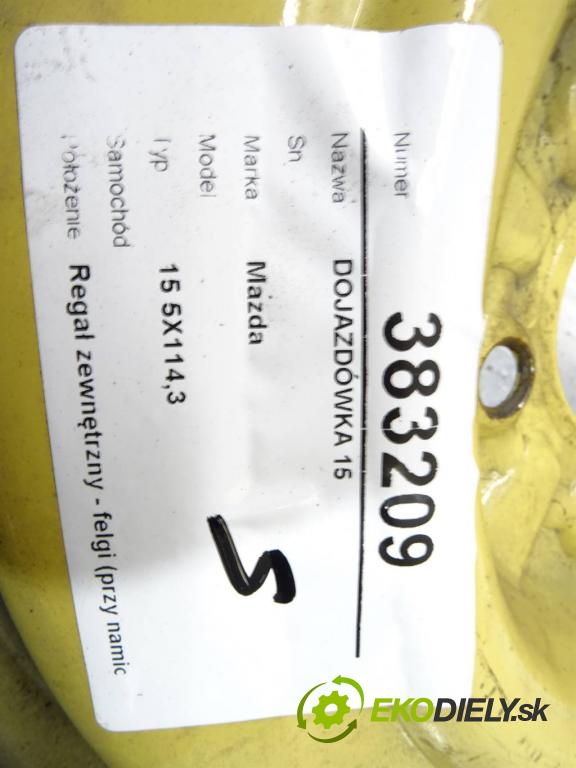 Numer 383209
Nazwa DOJAZDÓWKA 15
Sn
Marka Mazda
Model
Typ 15 5X114,3
Samochód
Położenie Regał zewnętrzny - felgi (przy namic
S
EKODIELY.sk